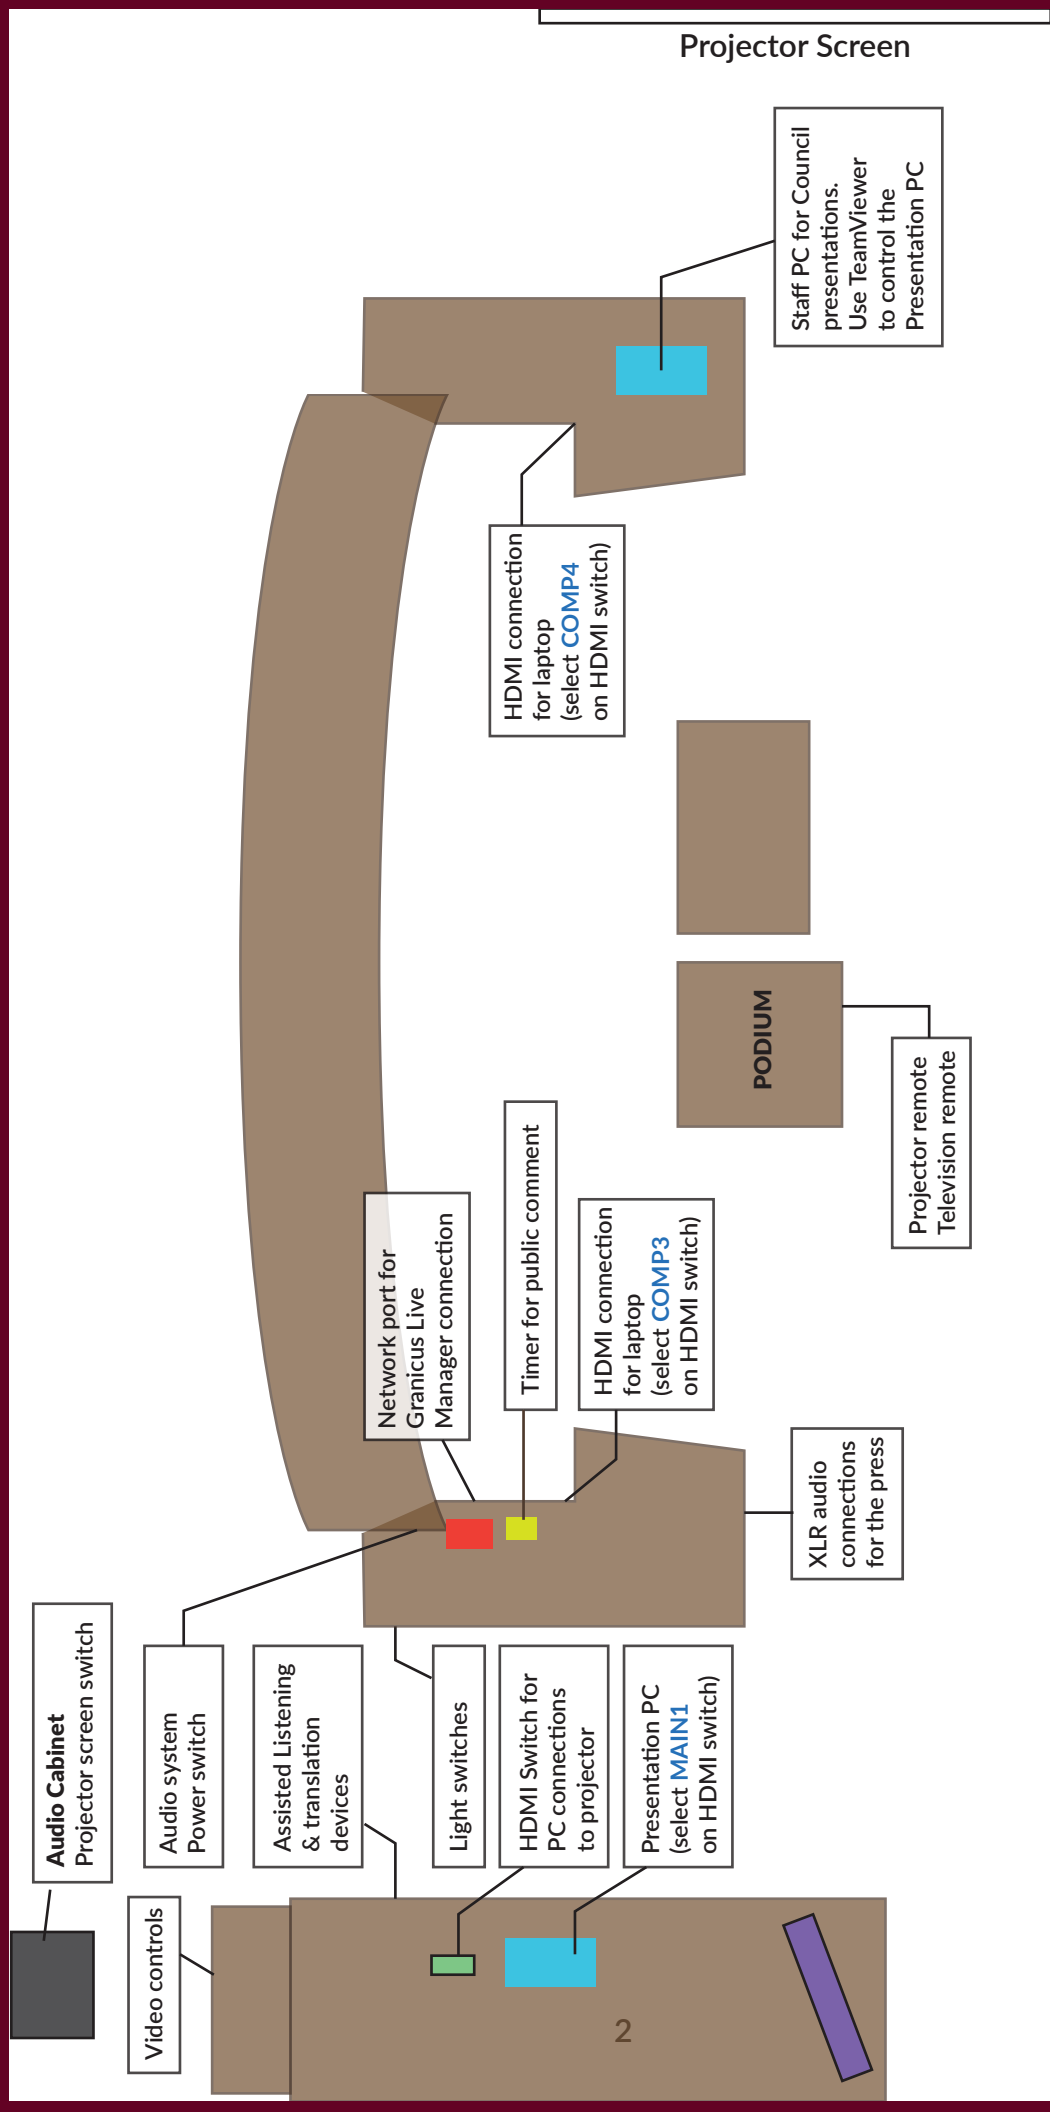 Projector Screen
Staff PC for Council
presentations.
Use TeamViewer
to control the
Presentation PC
HDMI connection
for laptop
(select COMP4
on HDMI switch)
PODIUM
Projector remote
Television remote
Network port for
Granicus Live
Manager connection
Timer for public comment
HDMI connection
for laptop
(select COMP3
on HDMI switch)
XLR audio
connections
for the press
Audio Cabinet
Projector screen switch
Audio system
Power switch
Assisted Listening
& translation
devices
Light switches
HDMI Switch for
PC connections
to projector
Presentation PC
(select MAIN1
on HDMI switch)
Video controls
2